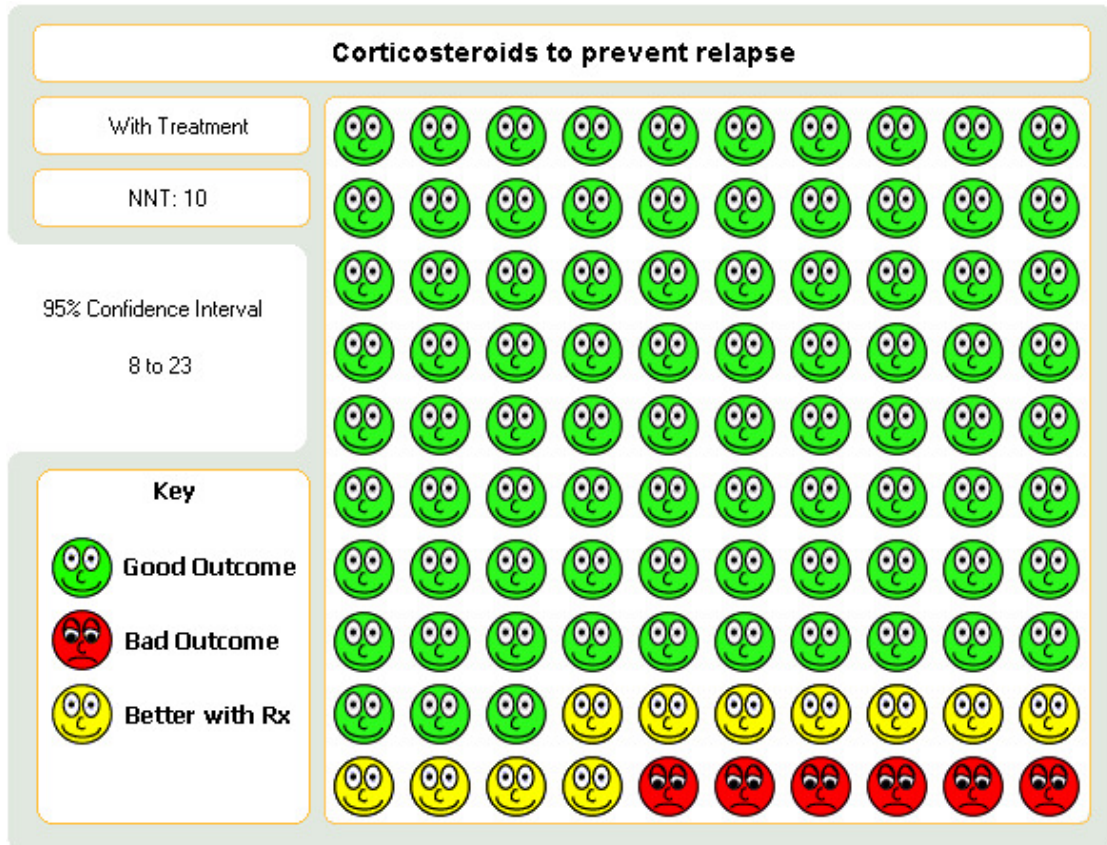 Corticosteroids to prevent relapse
With Treatment
NNT: 10
95% Confidence Interval
8 to 23
Key
Good Outcome
Bad Outcome
Better with Rx